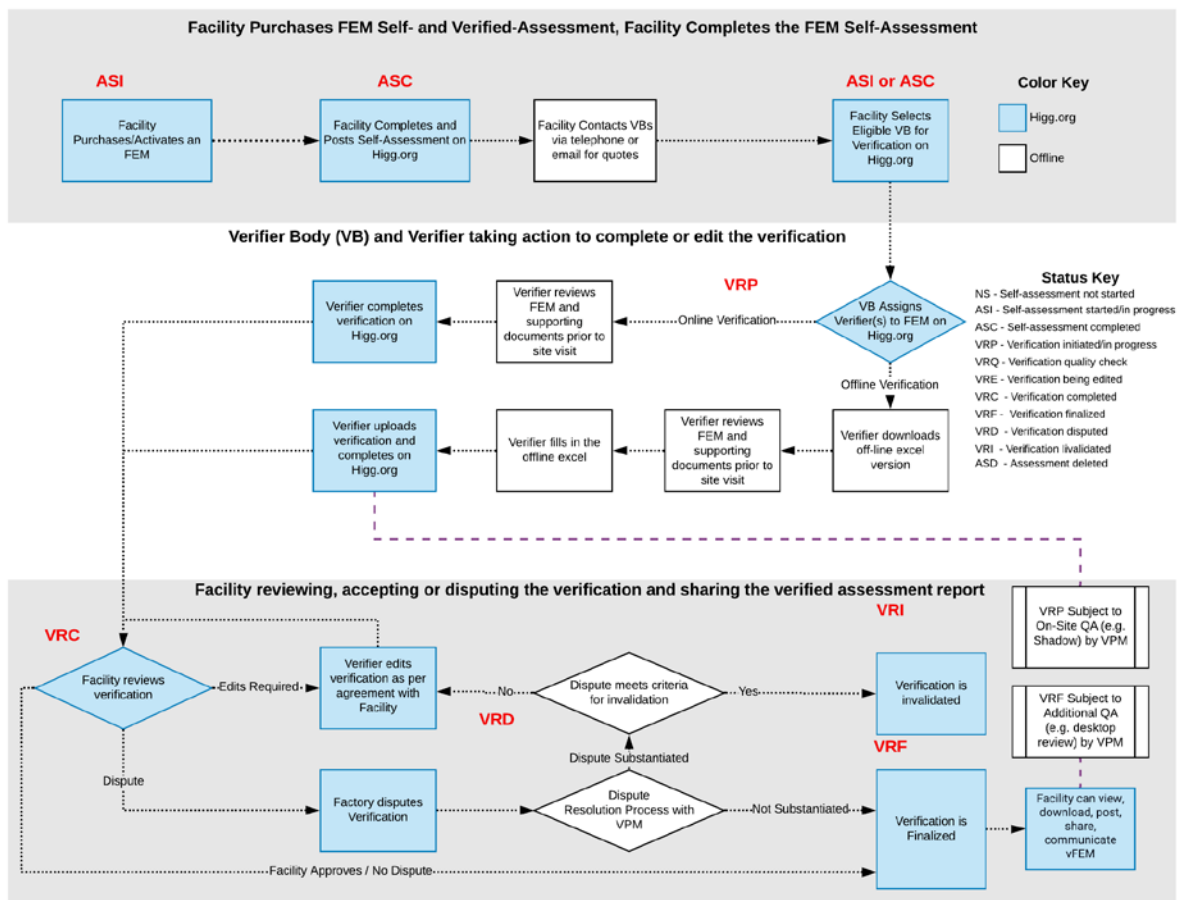 Facility Purchases FEM Self- and Verified-Assessment, Facility Completes the FEM Self-Assessment
ASI
ASC
ASI or ASC
Color Key
Facility
Purchases/Activates an
FEM
Facility Completes and
Posts Self-Assessment on
Higg.org
Facility Contacts VBs
via telephone or
email for quotes
Facility Selects
Eligible VB for
Verification on
Higg.org
Higg.org
Offline
Verifier Body (VB) and Verifier taking action to complete or edit the verification
VRP
Verifier completes
verification on
Higg.org
Verifier reviews
FEM and
supporting
documents prior to
site visit
Online Verification
VB Assigns
Verifier(s) to FEM on
Higg.org
Offline Verification
Status Key
NS - Self-assessment not started
ASI - Self-assessment started/in progress
ASC - Self-assessment completed
VRP - Verification initiated/in progress
VRQ - Verification quality check
VRE - Verification being edited
VRC - Verification completed
VRF - Verification finalized
VRD - Verification disputed
VRI - Verification Iivalidated
ASD - Assessment deleted
Verifier uploads
verification and
completes on
Higg.org
Verifier fills in the
offline excel
Verifier reviews
FEM and
supporting
documents prior to
site visit
Verifier downloads
off-line excel
version
Facility reviewing, accepting or disputing the verification and sharing the verified assessment report
VRC
VRI
Facility reviews
verification
Edits Required
Verifier edits
verification as per
agreement with
Facility
No
VRD
Dispute meets criteria
for invalidation
Yes
Verification is
invalidated
VRP Subject to
On-Site QA (e.g.
Shadow) by VPM
VRF Subject to
Additional QA
(e.g. desktop
review) by VPM
VRF
Dispute Substantiated
Dispute
Factory disputes
Verification
Dispute
Resolution Process with
VPM
Not Substantiated
Verification is
Finalized
Facility can view,
download, post,
share,
communicate
vFEM
Facility Approves / No Dispute